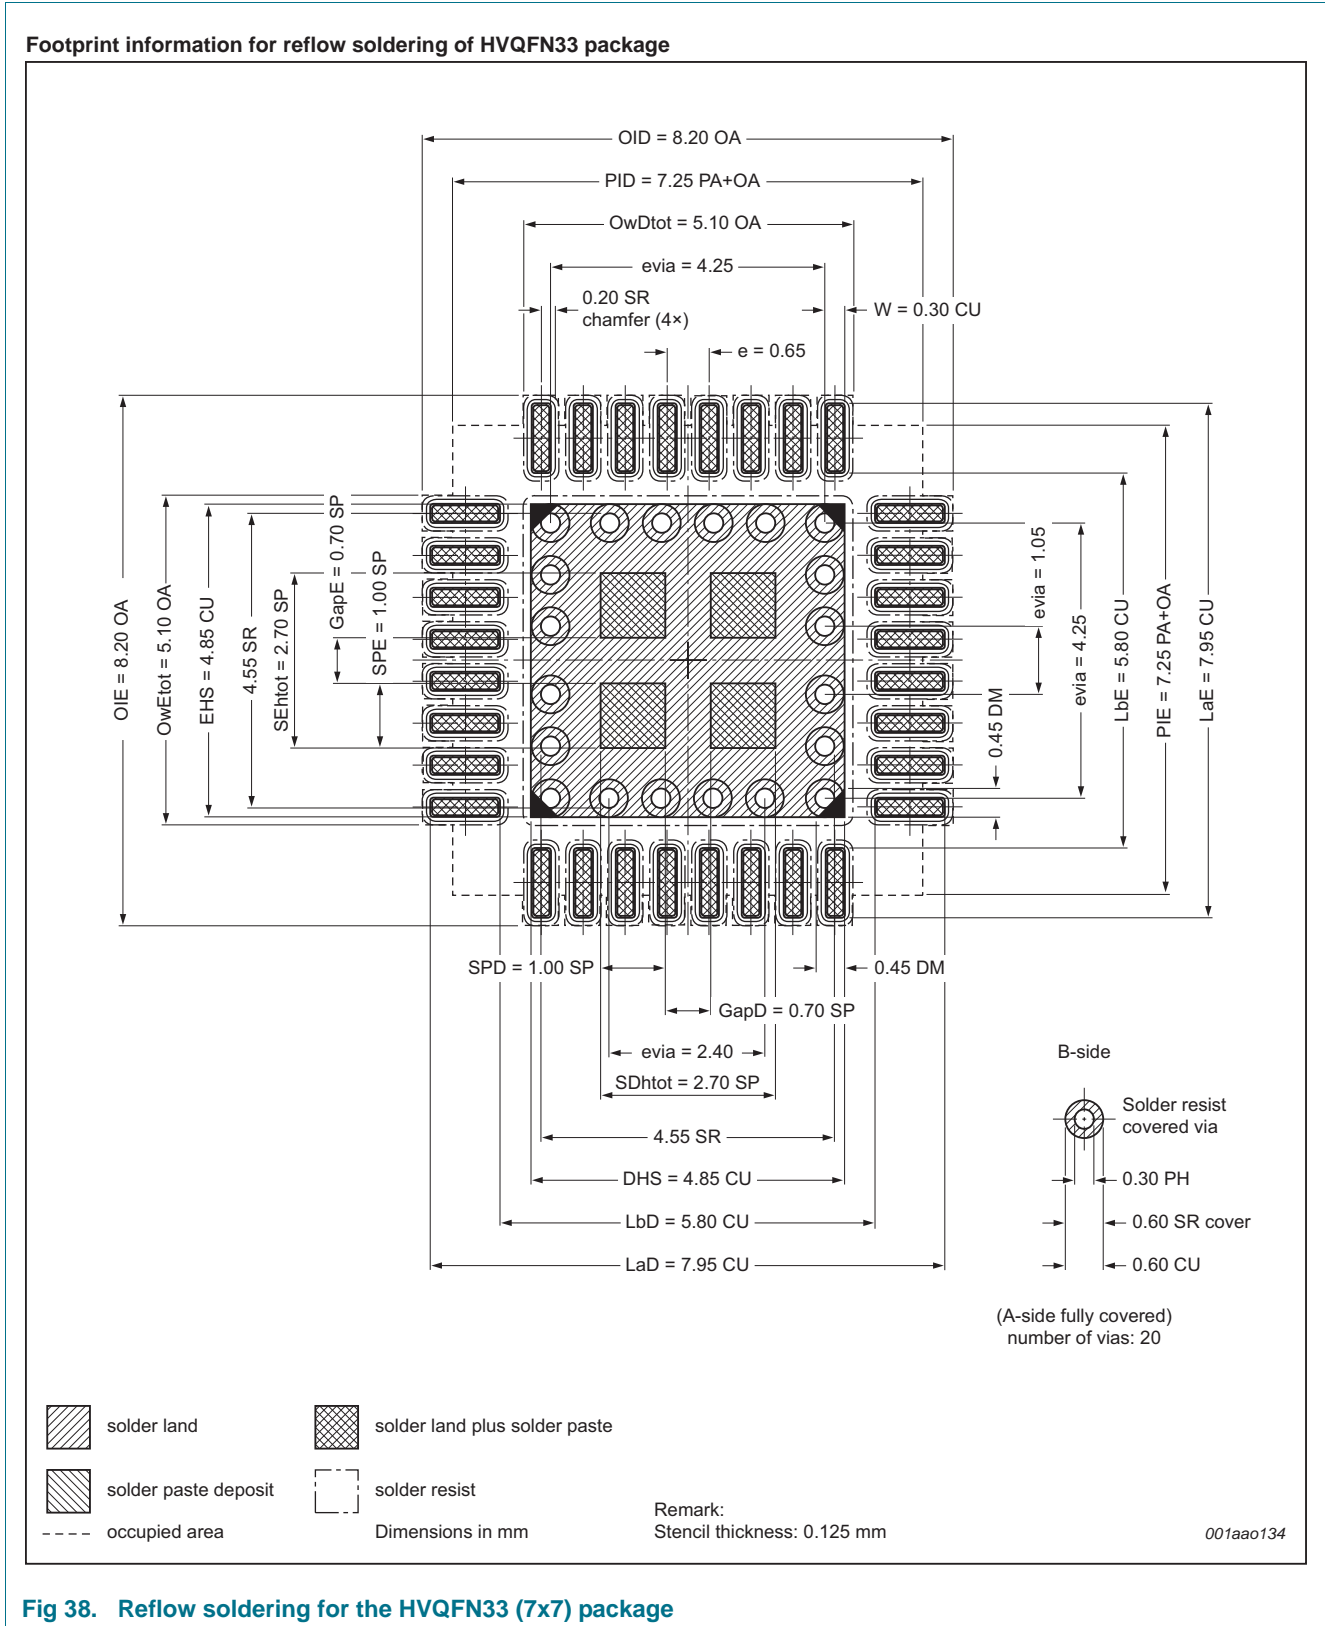 Footprint information for reflow soldering of HVQFN33 package
OID = 8.20 OA
PID = 7.25 PA+OA
OwDtot = 5.10 OA
evia = 4.25
0.20 SR
chamfer (4×)
W = 0.30 CU
e = 0.65
OIE = 8.20 OA
OwEtot = 5.10 OA
EHS = 4.85 CU
4.55 SR
SEhtot = 2.70 SP
GapE = 0.70 SP
SPE = 1.00 SP
0.45 DM
evia = 1.05
evia = 4.25
LbE = 5.80 CU
PIE = 7.25 PA+OA
LaE = 7.95 CU
SPD = 1.00 SP
0.45 DM
GapD = 0.70 SP
evia = 2.40
SDhtot = 2.70 SP
4.55 SR
DHS = 4.85 CU
LbD = 5.80 CU
LaD = 7.95 CU
B-side
Solder resist
covered via
0.30 PH
0.60 SR cover
0.60 CU
(A-side fully covered)
number of vias: 20
solder land
solder land plus solder paste
solder paste deposit
solder resist
occupied area
Dimensions in mm
Remark:
Stencil thickness: 0.125 mm
001aao134
Fig 38. Reflow soldering for the HVQFN33 (7x7) package